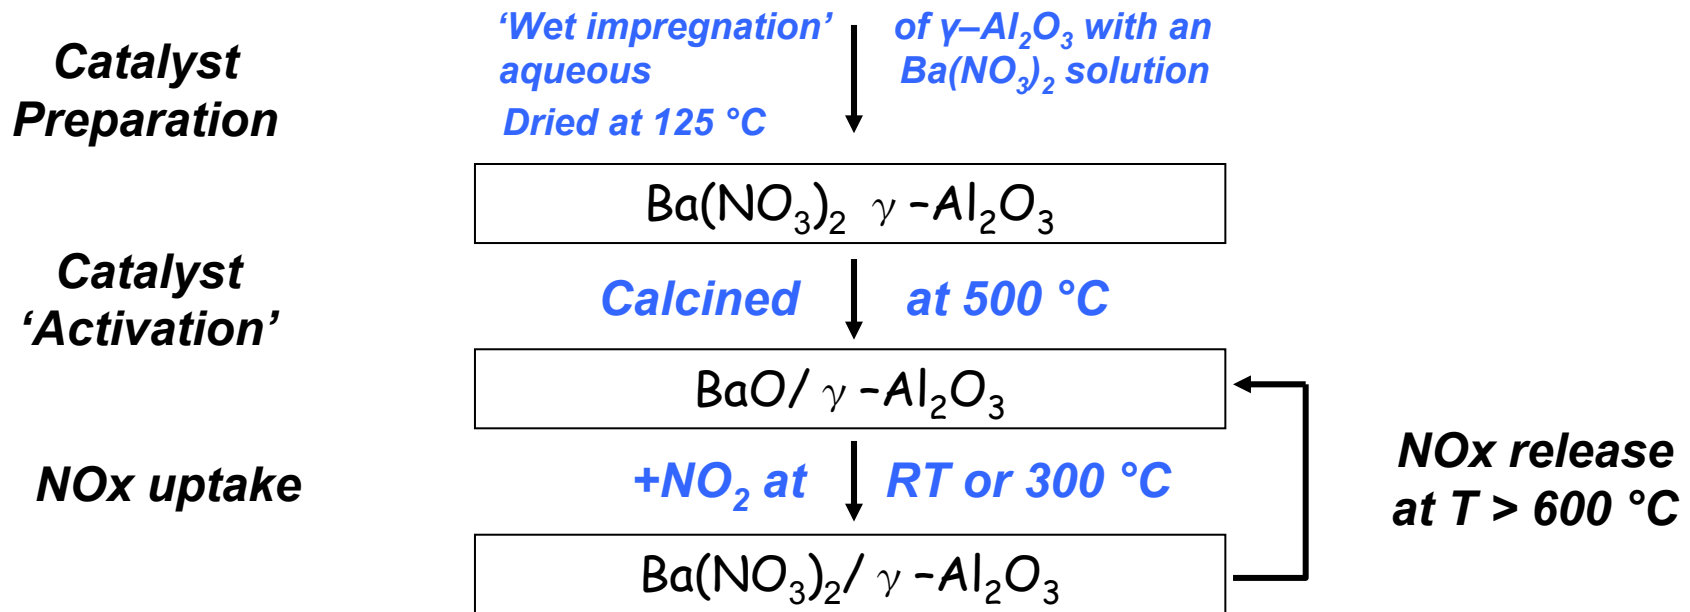 Catalyst
Preparation
‘Wet impregnation’
aqueous
Dried at 125 °C
of γ–Al₂O₃ with an
Ba(NO₃)₂ solution
Ba(NO₃)₂ γ –Al₂O₃
Catalyst
‘Activation’
Calcined at 500 °C
BaO/ γ –Al₂O₃
NOx uptake
+NO₂ at RT or 300 °C
NOx release
at T > 600 °C
Ba(NO₃)₂/ γ –Al₂O₃